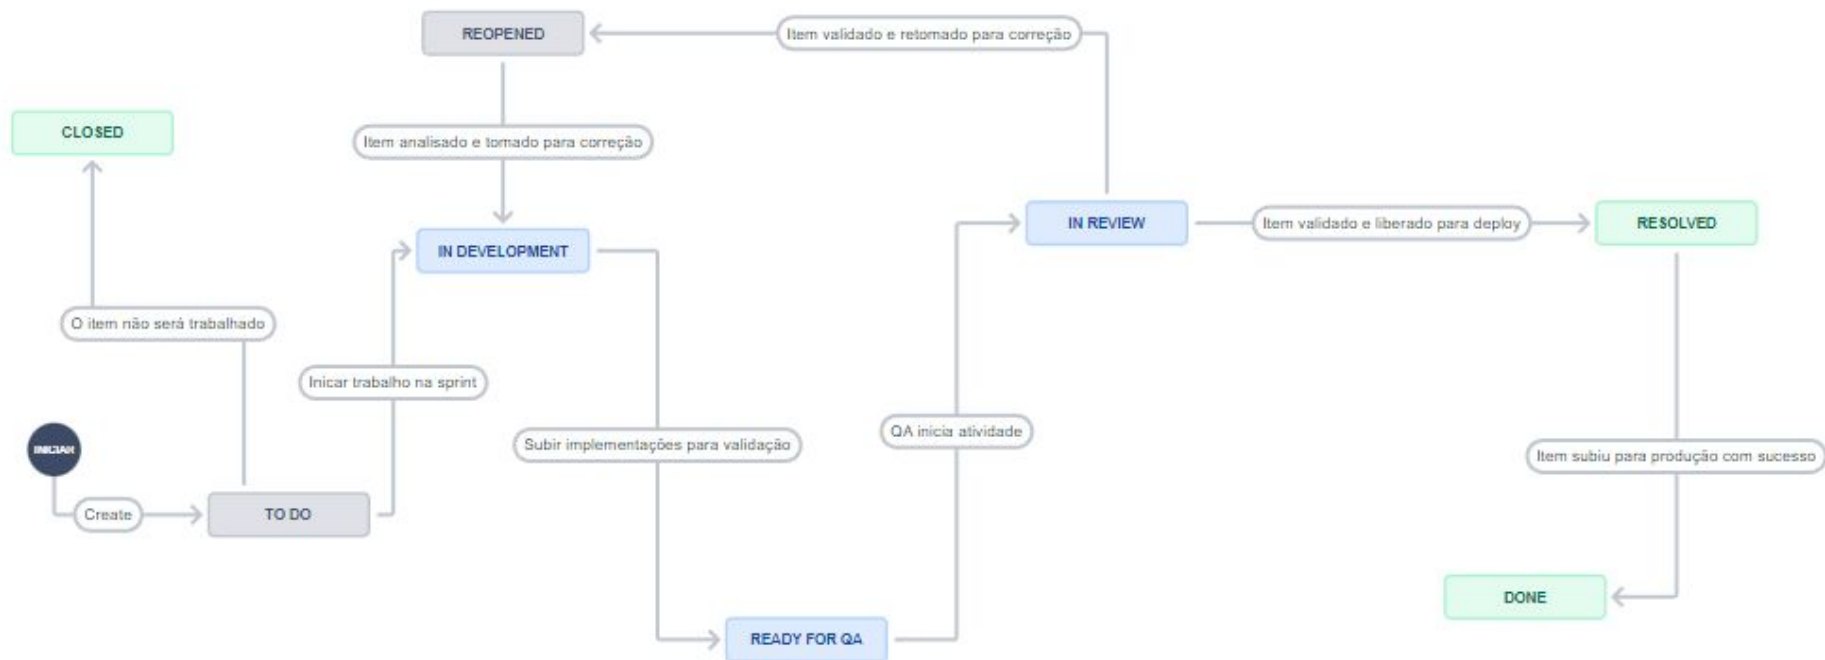 REOPENED
Item validado e retornado para correção
CLOSED
Item analisado e tomado para correção
IN REVIEW
Item validado e liberado para deploy
RESOLVED
IN DEVELOPMENT
O item não será trabalhado
Inicar trabalho na sprint
QA inicia atividade
Subir implementações para validação
INICIAR
Item subiu para produção com sucesso
Create
TO DO
DONE
READY FOR QA